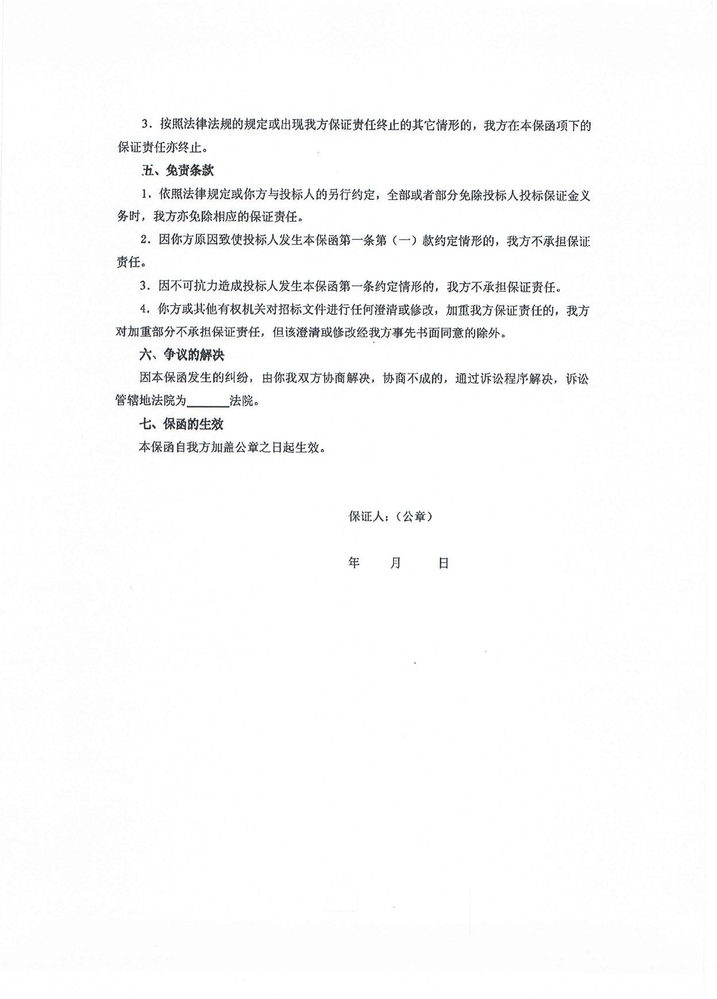 3. 按照法律法规的规定或出现我方保证责任终止的其它情形的，我方在本保函项下的
保证责任亦终止。
五、免责条款
1. 依照法律规定或你方与投标人的另行约定，全部或者部分免除投标人投标保证金义
务时，我方亦免除相应的保证责任。
2. 因你方原因致使投标人发生本保函第一条第（一）款约定情形的，我方不承担保证
责任。
3. 因不可抗力造成投标人发生本保函第一条约定情形的，我方不承担保证责任。
4. 你方或其他有权机关对招标文件进行任何澄清或修改，加重我方保证责任的，我方
对加重部分不承担保证责任，但该澄清或修改经我方事先书面同意的除外。
六、争议的解决
因本保函发生的纠纷，由你我双方协商解决，协商不成的，通过诉讼程序解决，诉讼
管辖地法院为_______法院。
七、保函的生效
本保函自我方加盖公章之日起生效。
保证人：（公章）
年 月 日